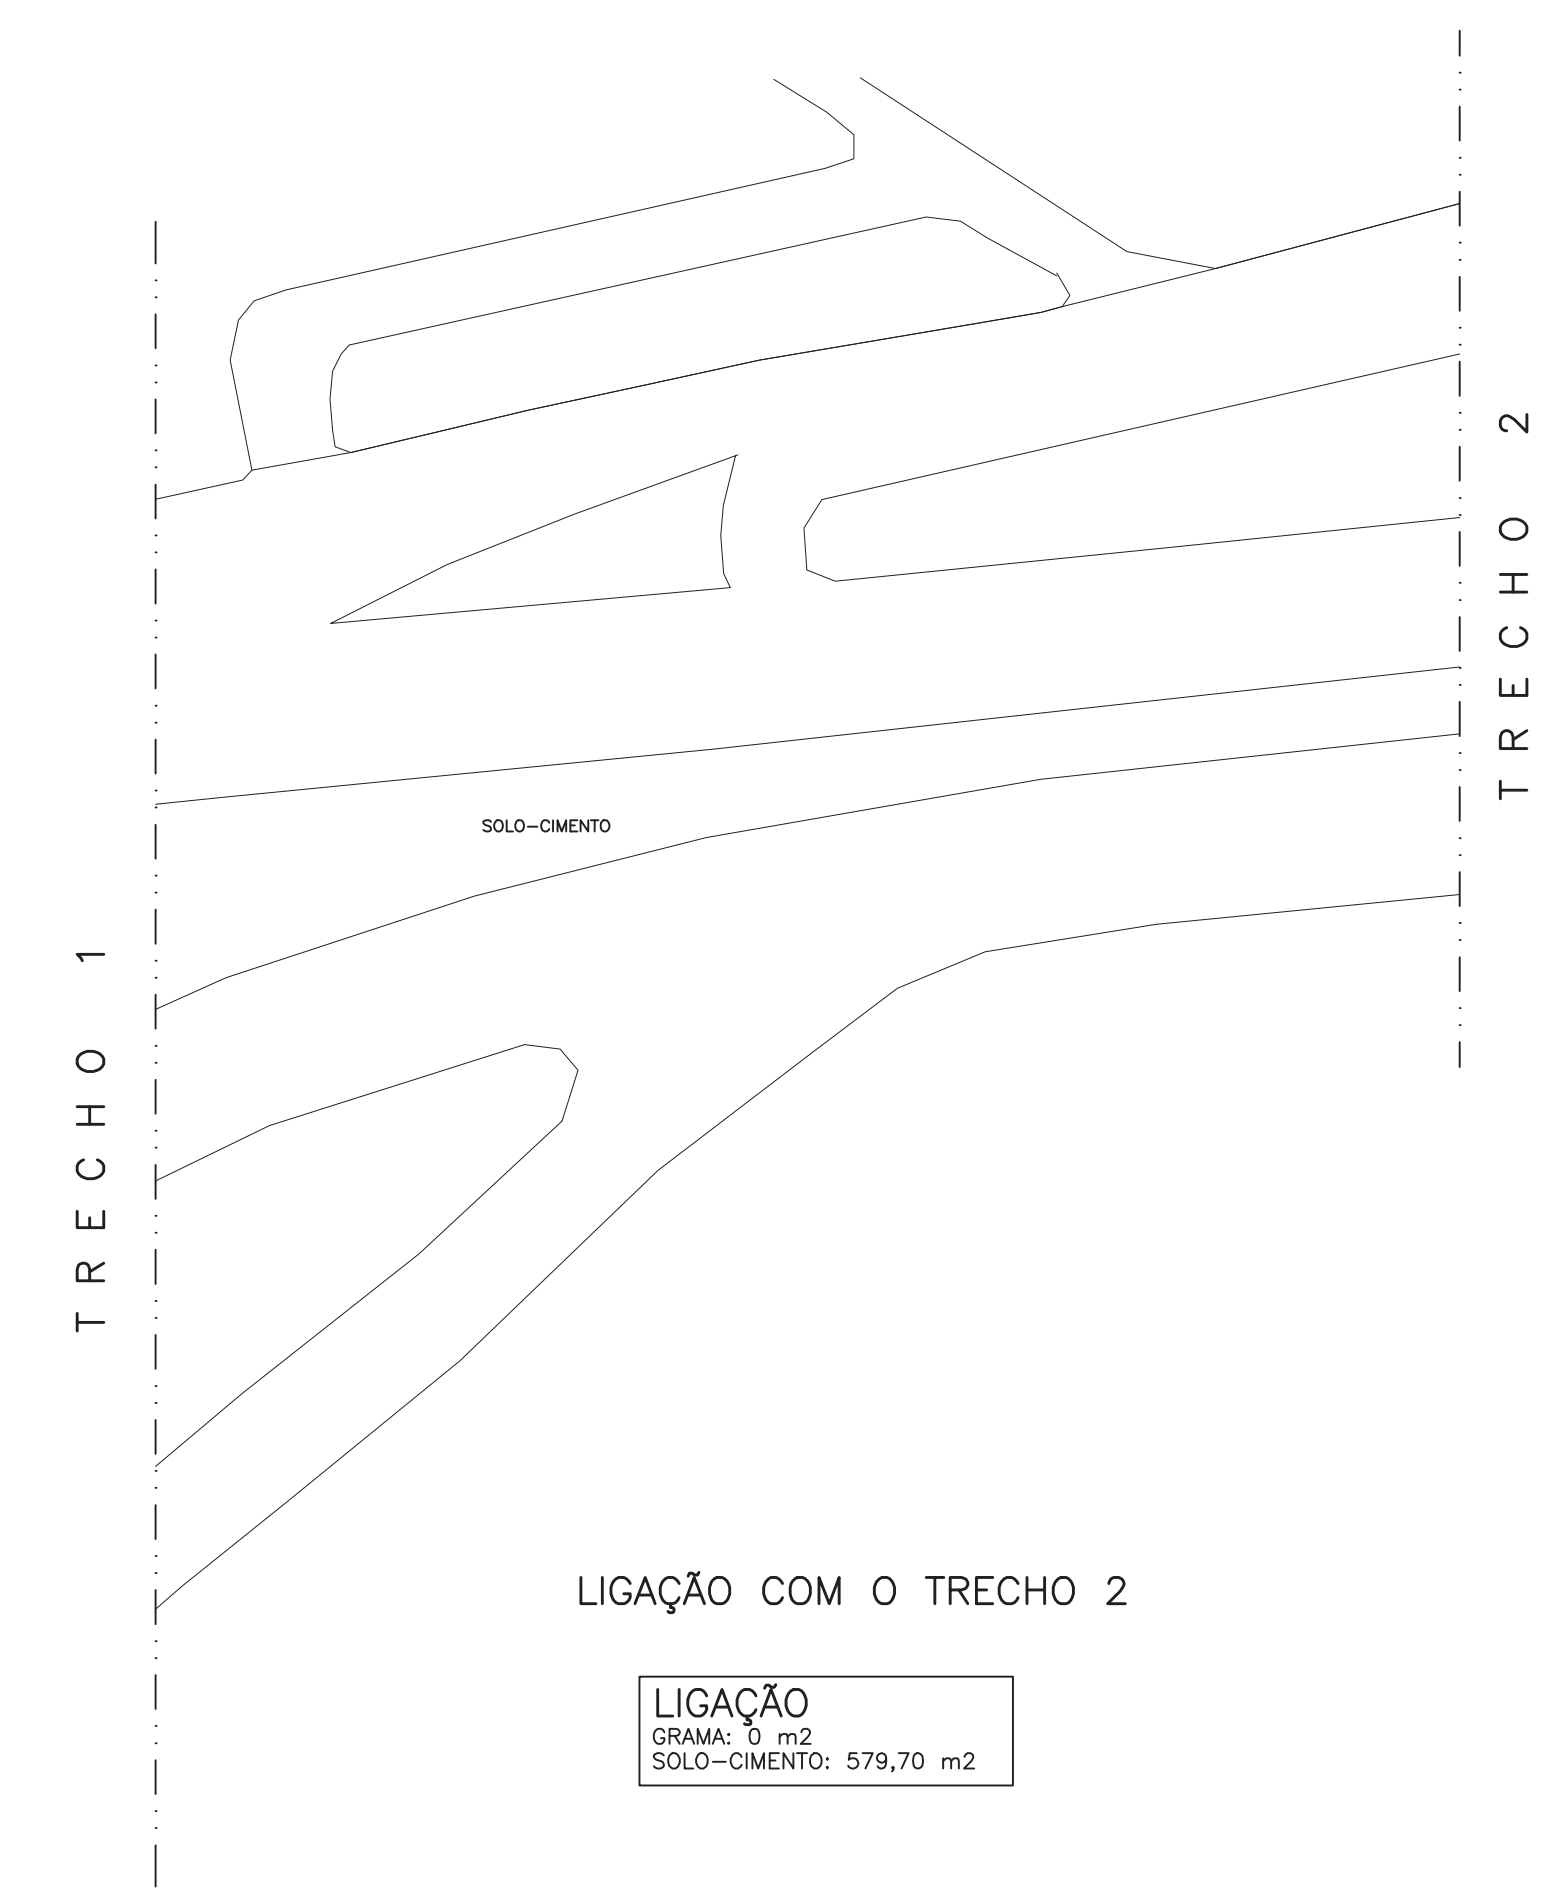 TRECHO 2
SOLO-CIMENTO
TRECHO 1
LIGAÇÃO COM O TRECHO 2
LIGAÇÃO
GRAMA: 0 m2
SOLO-CIMENTO: 579,70 m2